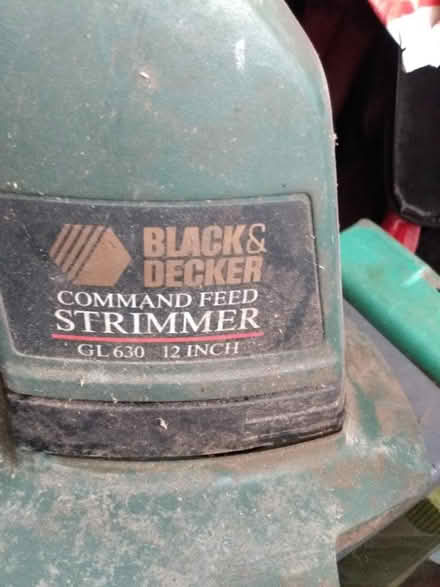 BLACK&
DECKER
COMMAND FEED
STRIMMER
GL 630 12 INCH